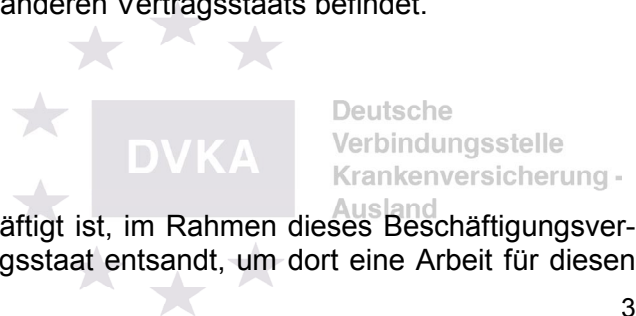 anderen Vertragsstaats befindet.
DVKA
Deutsche
Verbindungsstelle
Krankenversicherung -
Ausland
äftigt ist, im Rahmen dieses Beschäftigungsver-
gsstaat entsandt, um dort eine Arbeit für diesen
3